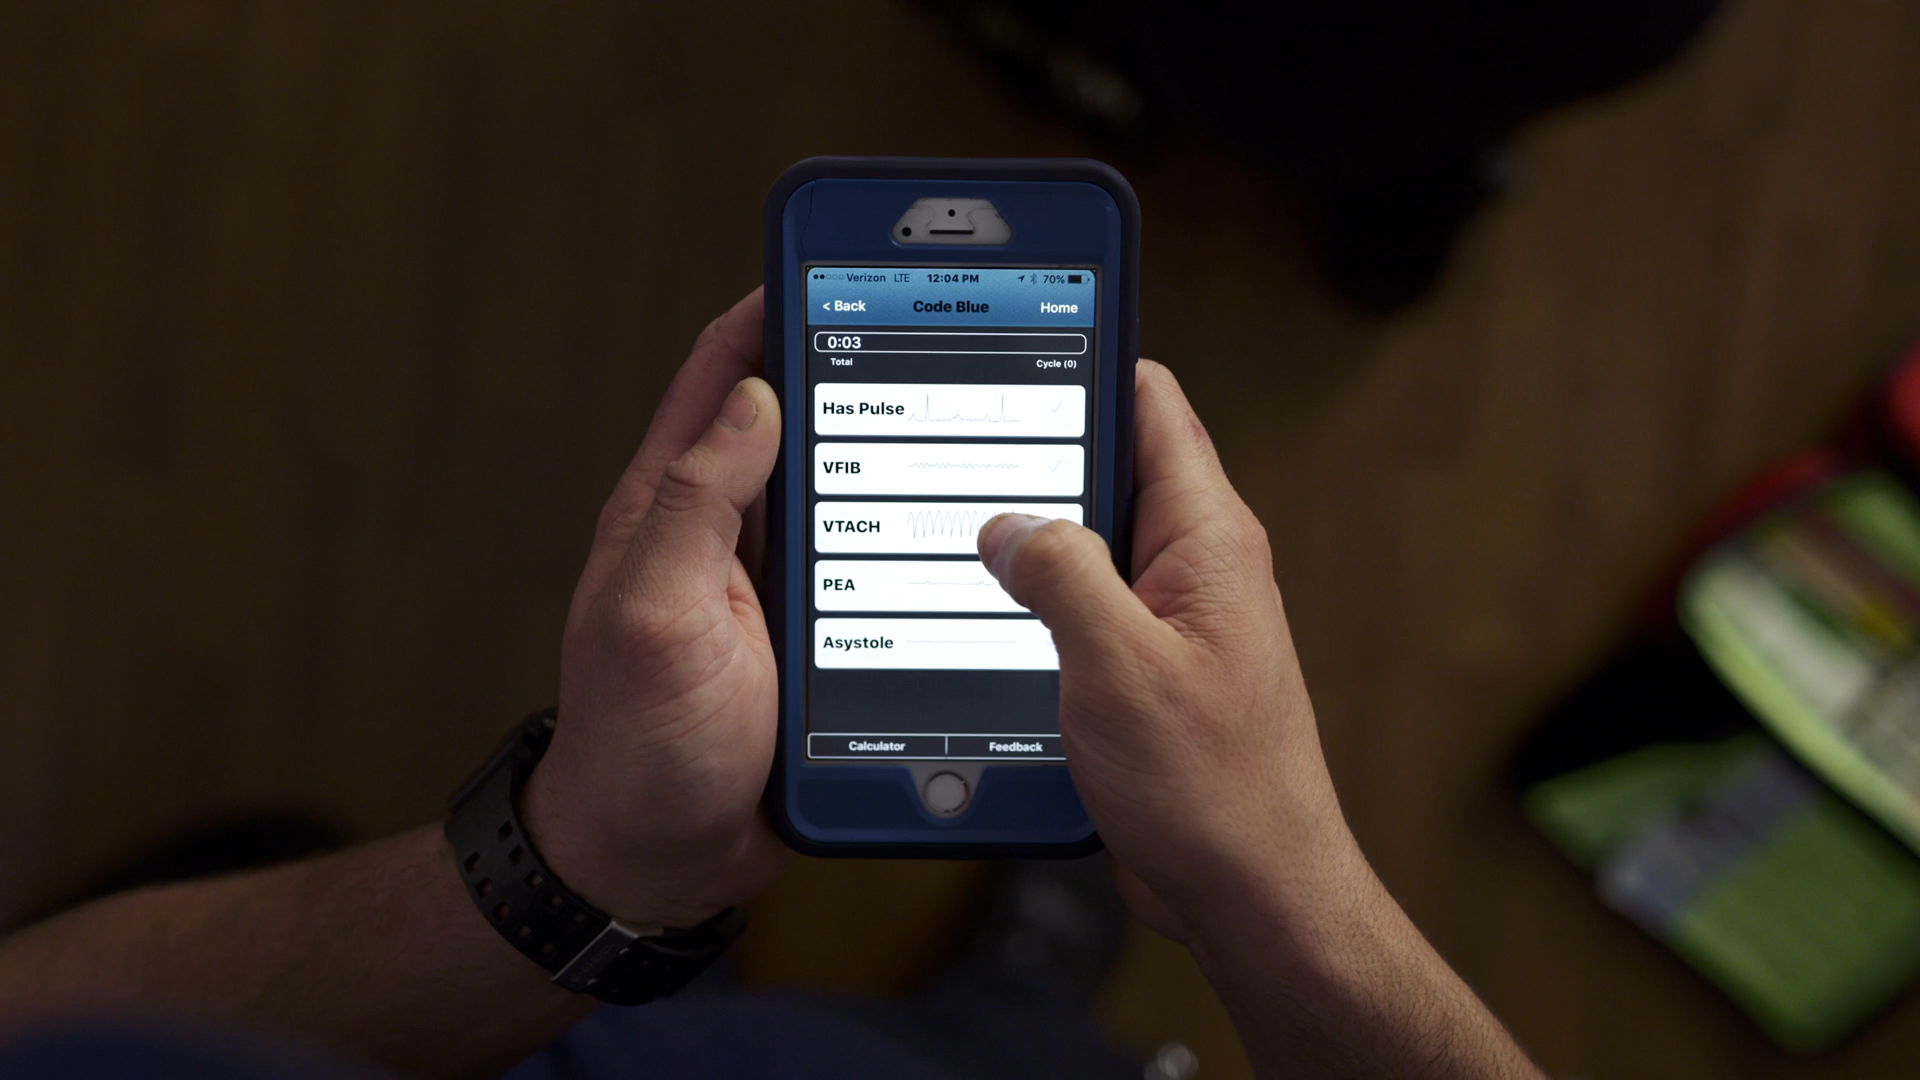 Verizon LTE 12:04 PM 70%
< Back Code Blue Home
0:03
Total Cycle (0)
Has Pulse
VFIB
VTACH
PEA
Asystole
Calculator Feedback